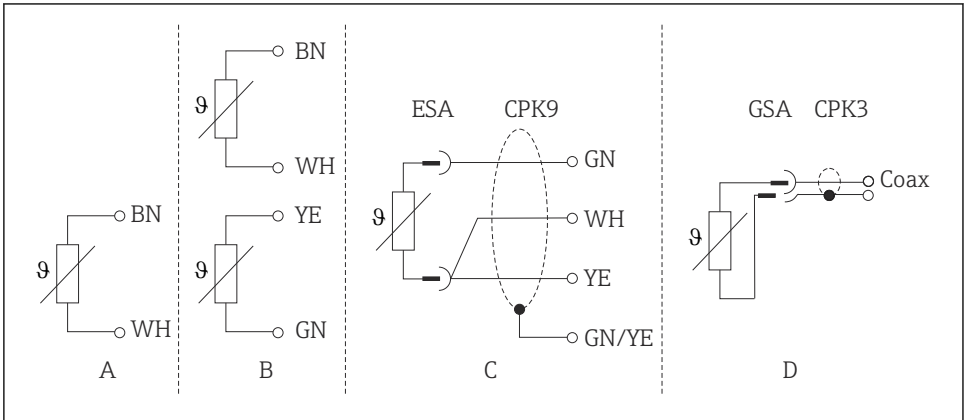 BN
WH
ϑ
A
BN
WH
ϑ
YE
GN
ϑ
B
ESA CPK9
GN
WH
YE
GN/YE
ϑ
C
GSA CPK3
Coax
ϑ
D